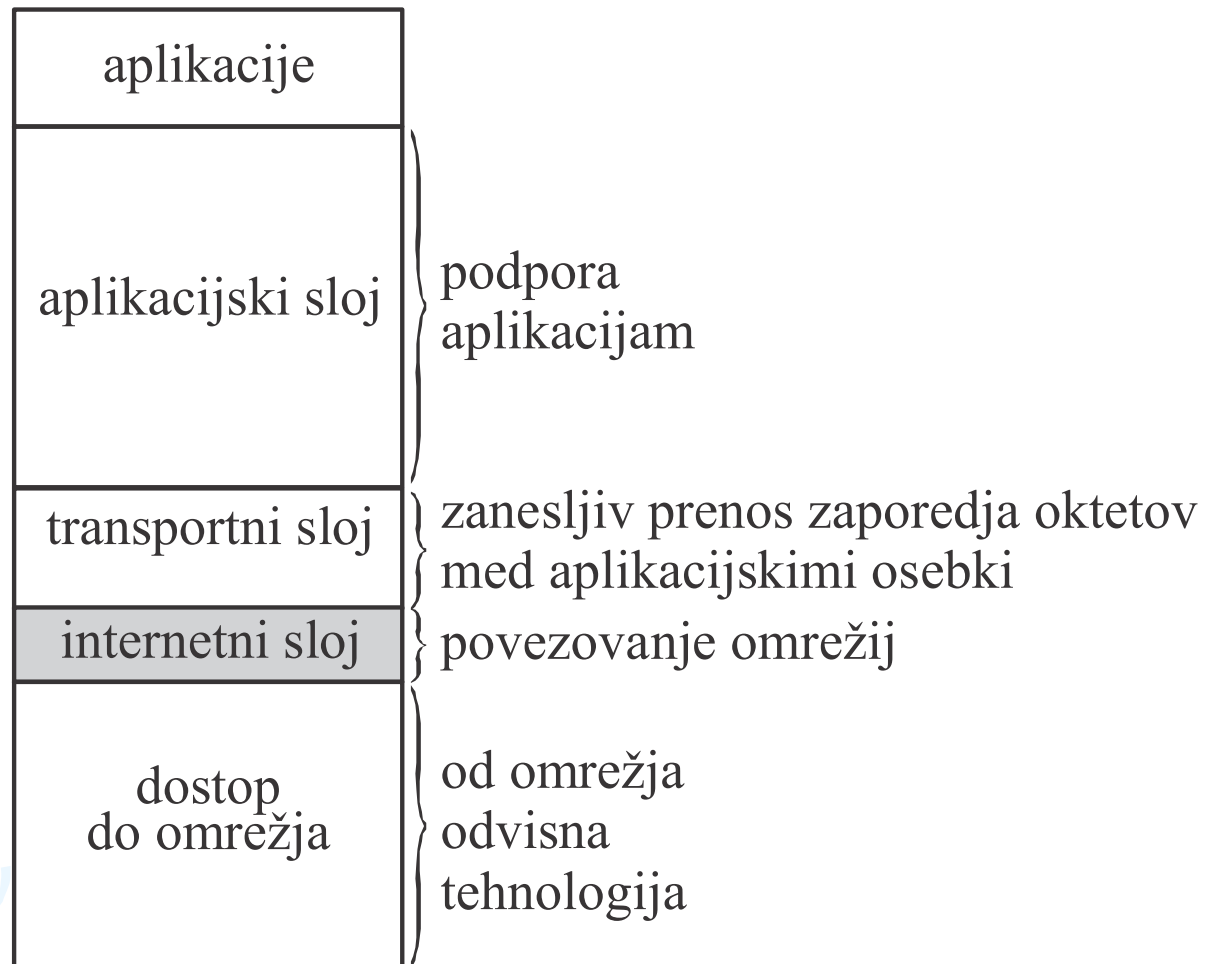 aplikacije
aplikacijski sloj
podpora
aplikacijam
transportni sloj
zanesljiv prenos zaporedja oktetov
med aplikacijskimi osebki
internetni sloj
povezovanje omrežij
dostop
do omrežja
od omrežja
odvisna
tehnologija